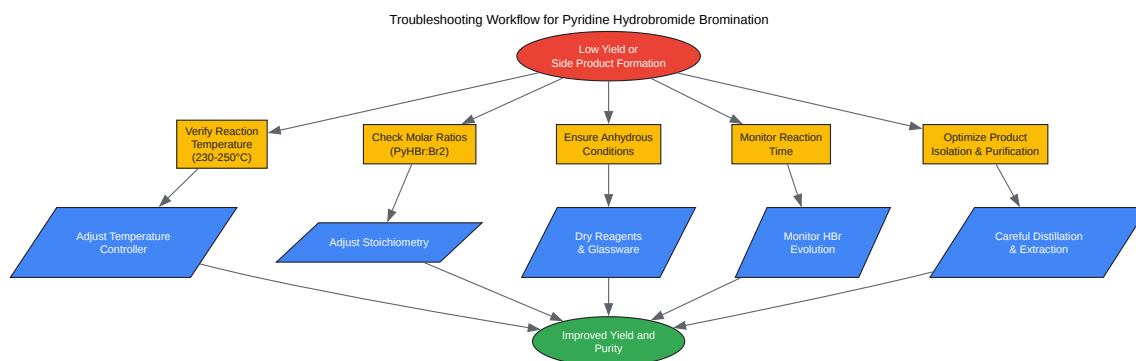 Troubleshooting Workflow for Pyridine Hydrobromide Bromination
Low Yield or
Side Product Formation
Verify Reaction
Temperature
(230-250°C)
Check Molar Ratios
(PyHBr:Br2)
Ensure Anhydrous
Conditions
Monitor Reaction
Time
Optimize Product
Isolation & Purification
Adjust Temperature
Controller
Adjust Stoichiometry
Dry Reagents
& Glassware
Monitor HBr
Evolution
Careful Distillation
& Extraction
Improved Yield and
Purity